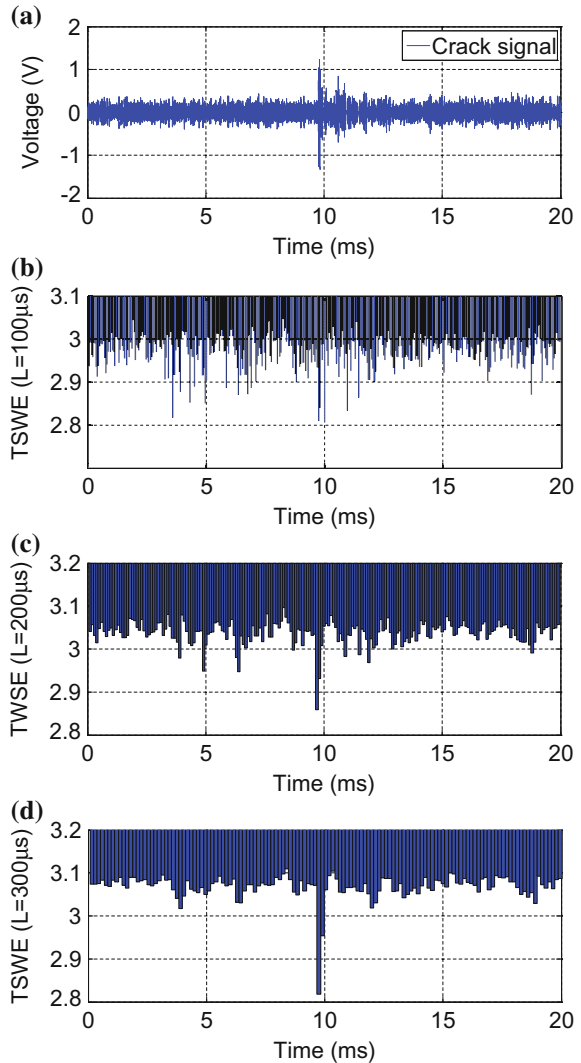 (a)
2
1
0
-1
-2
Voltage (V)
Crack signal
0 5 10 15 20
Time (ms)
(b)
3.1
3
2.9
2.8
TSWE (L=100μs)
0 5 10 15 20
Time (ms)
(c)
3.2
3.1
3
2.9
2.8
TWSE (L=200μs)
0 5 10 15 20
Time (ms)
(d)
3.2
3.1
3
2.9
2.8
TSWE (L=300μs)
0 5 10 15 20
Time (ms)